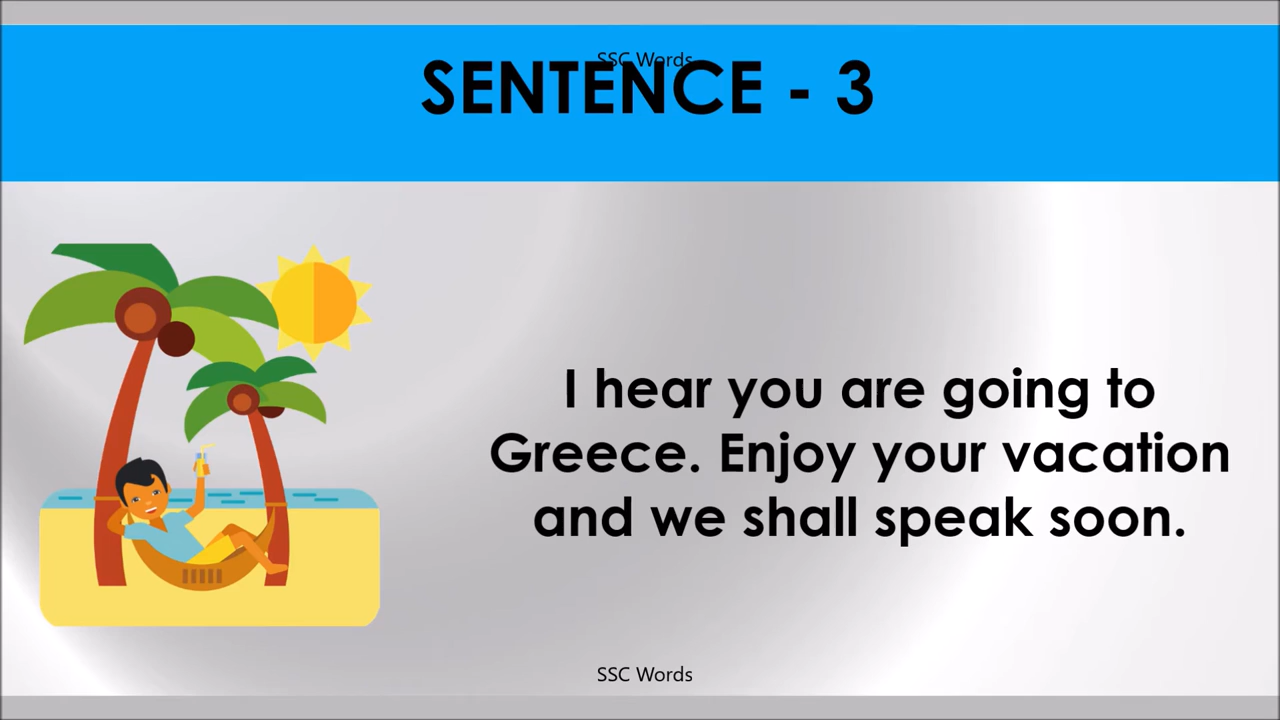 SSC Words
SENTENCE - 3
I hear you are going to
Greece. Enjoy your vacation
and we shall speak soon.
SSC Words